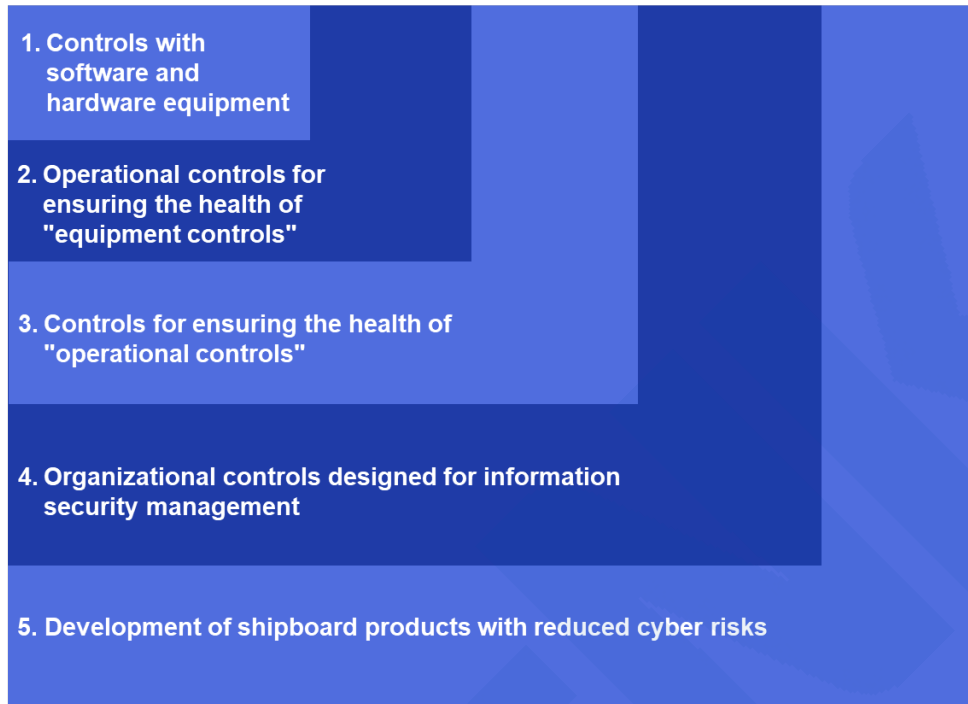 1. Controls with
software and
hardware equipment
2. Operational controls for
ensuring the health of
"equipment controls"
3. Controls for ensuring the health of
"operational controls"
4. Organizational controls designed for information
security management
5. Development of shipboard products with reduced cyber risks